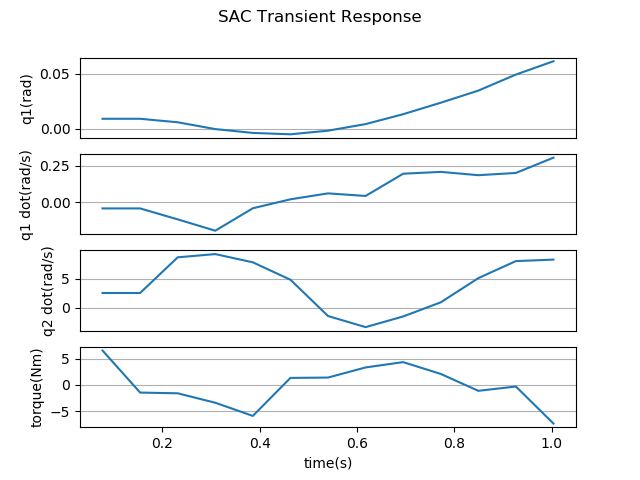 SAC Transient Response
q1(rad)
0.05
0.00
q1 dot(rad/s)
0.25
0.00
q2 dot(rad/s)
5
0
torque(Nm)
5
0
−5
0.2 0.4 0.6 0.8 1.0
time(s)